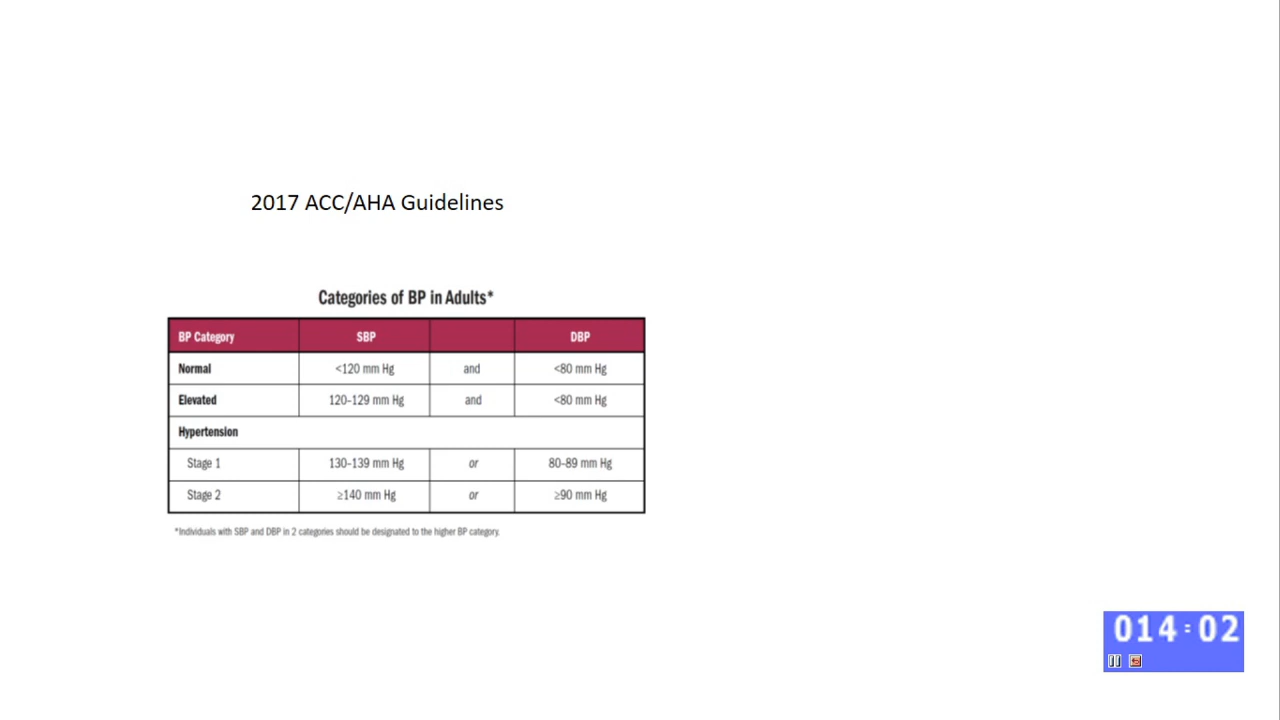 2017 ACC/AHA Guidelines
Categories of BP in Adults*
BP Category SBP DBP
Normal <120 mm Hg and <80 mm Hg
Elevated 120–129 mm Hg and <80 mm Hg
Hypertension
Stage 1 130–139 mm Hg or 80–89 mm Hg
Stage 2 ≥140 mm Hg or ≥90 mm Hg
*Individuals with SBP and DBP in 2 categories should be designated to the higher BP category.
014:02